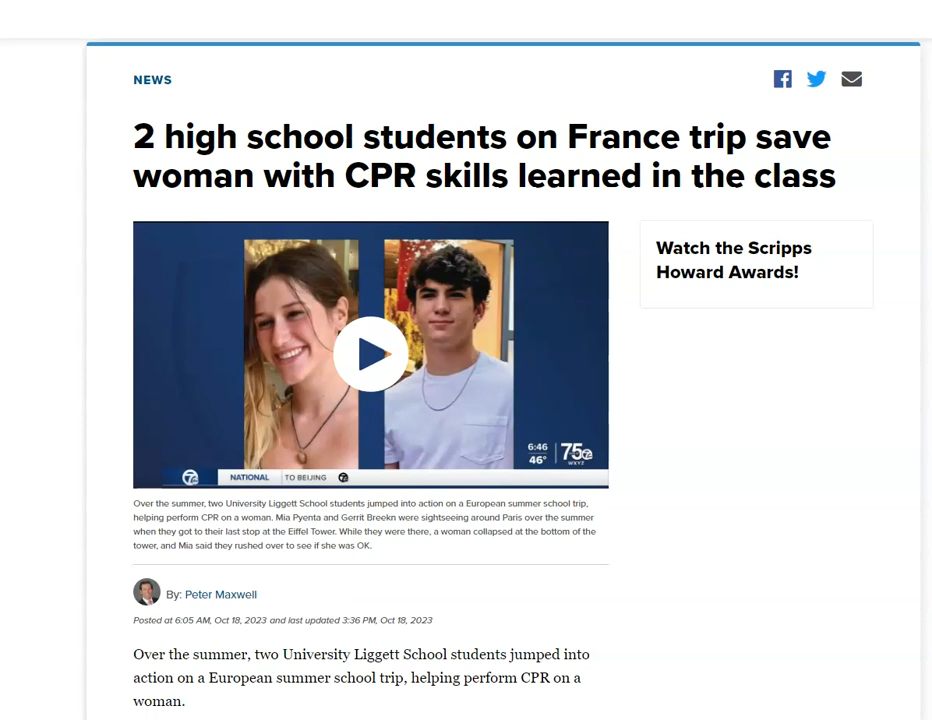 NEWS
2 high school students on France trip save
woman with CPR skills learned in the class
Watch the Scripps
Howard Awards!
6:46
46°
75
WXYZ
7
NATIONAL
TO BEIJING
Over the summer, two University Liggett School students jumped into action on a European summer school trip,
helping perform CPR on a woman. Mia Pyenta and Gerrit Breekn were sightseeing around Paris over the summer
when they got to their last stop at the Eiffel Tower. While they were there, a woman collapsed at the bottom of the
tower, and Mia said they rushed over to see if she was OK.
By: Peter Maxwell
Posted at 6:05 AM, Oct 18, 2023 and last updated 3:36 PM, Oct 18, 2023
Over the summer, two University Liggett School students jumped into
action on a European summer school trip, helping perform CPR on a
woman.